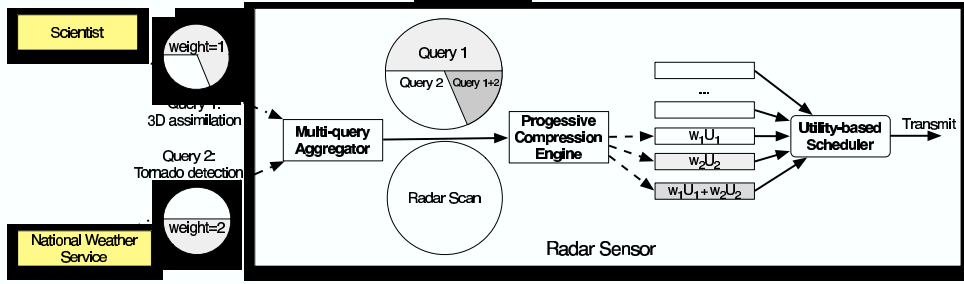 Scientist
weight=1
Query 1:
3D assimilation
Query 2:
Tornado detection
weight=2
National Weather
Service
Multi-query
Aggregator
Query 1
Query 2
Query 1+2
Radar Scan
Progessive
Compression
Engine
...
w1U1
w2U2
w1U1+w2U2
Utility-based
Scheduler
Transmit
Radar Sensor